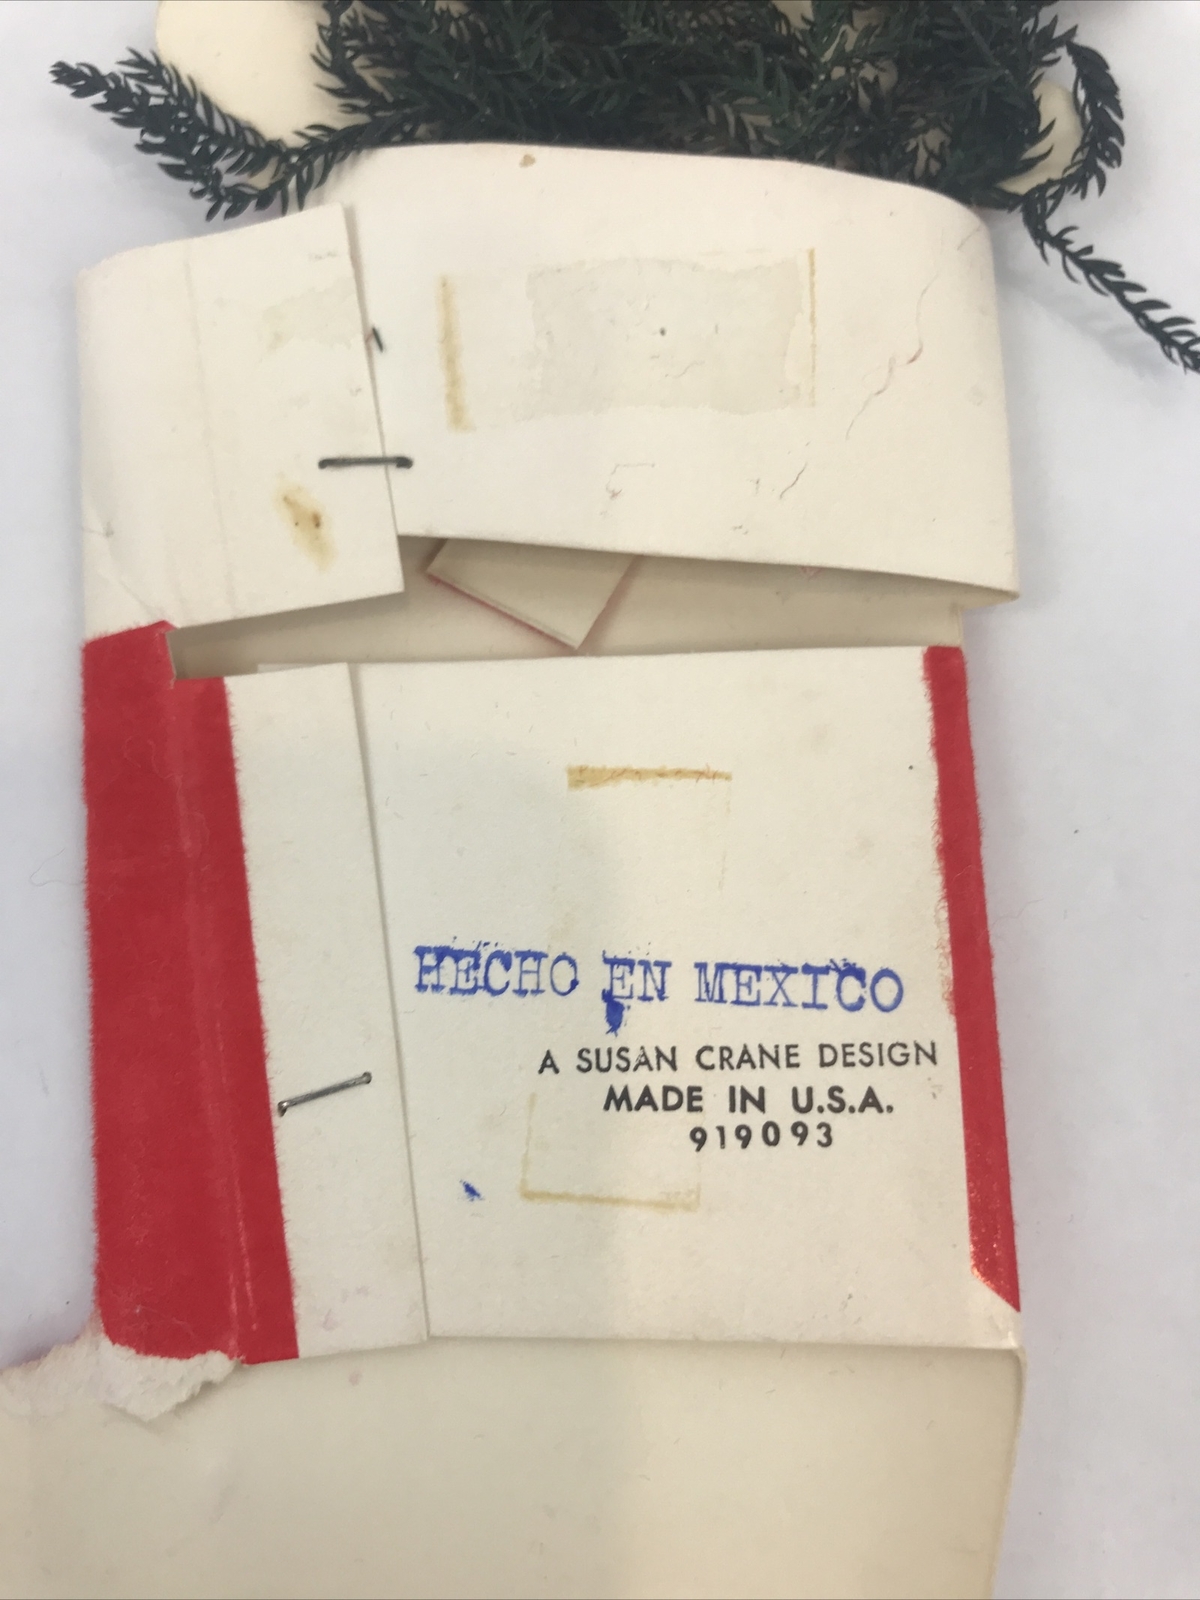 HECHO EN MEXICO
A SUSAN CRANE DESIGN
MADE IN U.S.A.
919093